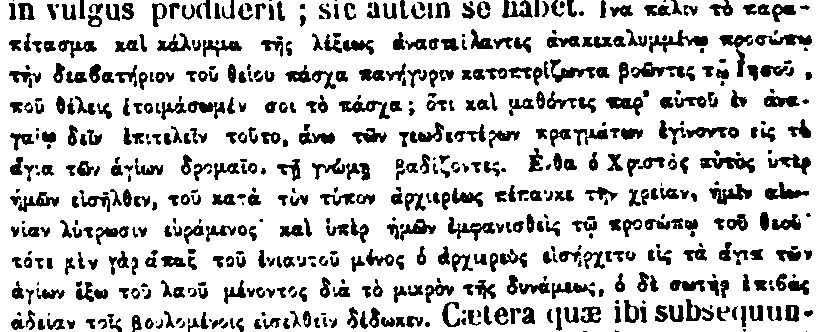 in vulgus prodiderit ; sic autem se habet. Ἵνα πάλιν τὸ παρα-
πέτασμα καὶ κάλυμμα τῆς λέξεως ἀναστείλαντες ἀνακεκαλυμμένῳ προσώπῳ
τὴν διαβατήριον τοῦ θείου πάσχα πανήγυριν κατοπτρίζωνται βοῶντες τῷ Ἰησοῦ,
ποῦ θέλεις ἑτοιμάσωμέν σοι τὸ πάσχα; ὅτι καὶ μαθόντες παρ' αὐτοῦ ἐν ἀνα-
γαίῳ δεῖν ἐπιτελεῖν τοῦτο, ἄνω τῶν γεωδεστέρων πραγμάτων ἐγίνοντο εἰς τὰ
ἅγια τῶν ἁγίων δρομαίῳ τῇ γνώμῃ βαδίζοντες. Ἔνθα ὁ Χριστὸς αὐτὸς ὑπὲρ
ἡμῶν εἰσῆλθεν, τοῦ κατὰ τὸν τύπον ἀρχιερέως πέπαυκε τὴν χρείαν, ἡμῖν αἰω-
νίαν λύτρωσιν εὑράμενος· καὶ ὑπὲρ ἡμῶν ἐμφανισθεὶς τῷ προσώπῳ τοῦ θεοῦ·
τότε μὲν γὰρ ἅπαξ τοῦ ἐνιαυτοῦ μόνος ὁ ἀρχιερεὺς εἰσήρχετο εἰς τὰ ἅγια τῶν
ἁγίων ἔξω τοῦ λαοῦ μένοντος διὰ τὸ μικρὸν τῆς δυνάμεως, ὁ δὲ σωτὴρ ἐπιβὰς
ἄδειαν τοῖς βουλομένοις εἰσελθεῖν δέδωκεν. Cætera quæ ibi subsequun-